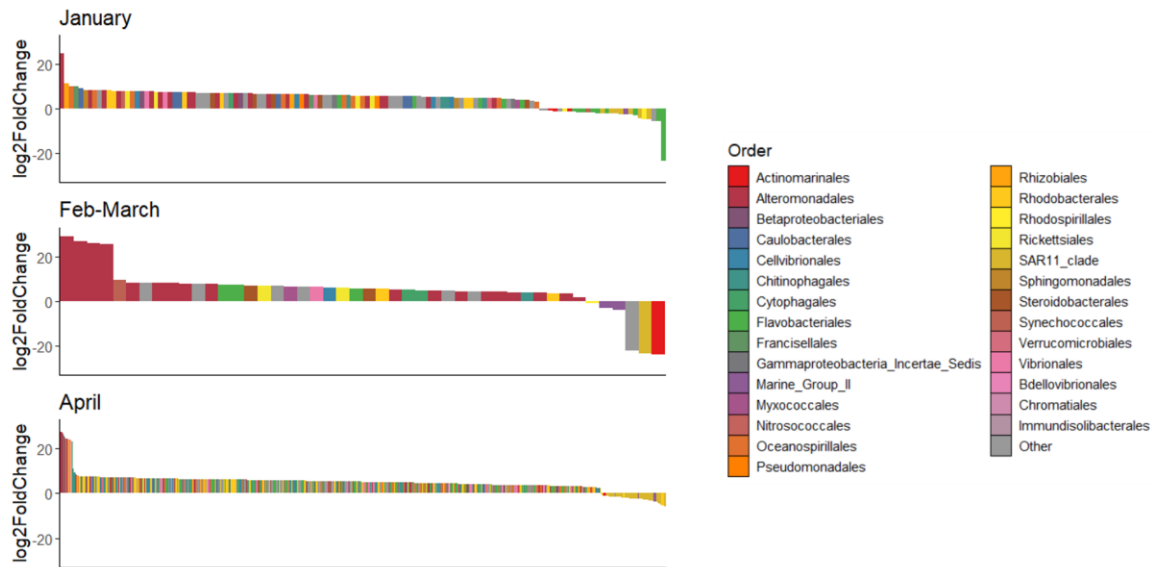 January
log2FoldChange
20
0
-20
Feb-March
log2FoldChange
20
0
-20
April
log2FoldChange
20
0
-20
Order
Actinomarinales
Alteromonadales
Betaproteobacteriales
Caulobacterales
Cellvibrionales
Chitinophagales
Cytophagales
Flavobacteriales
Francisellales
Gammaproteobacteria_Incertae_Sedis
Marine_Group_II
Myxococcales
Nitrosococcales
Oceanospirillales
Pseudomonadales
Rhizobiales
Rhodobacterales
Rhodospirillales
Rickettsiales
SAR11_clade
Sphingomonadales
Steroidobacterales
Synechococcales
Verrucomicrobiales
Vibrionales
Bdellovibrionales
Chromatiales
Immundisolibacterales
Other